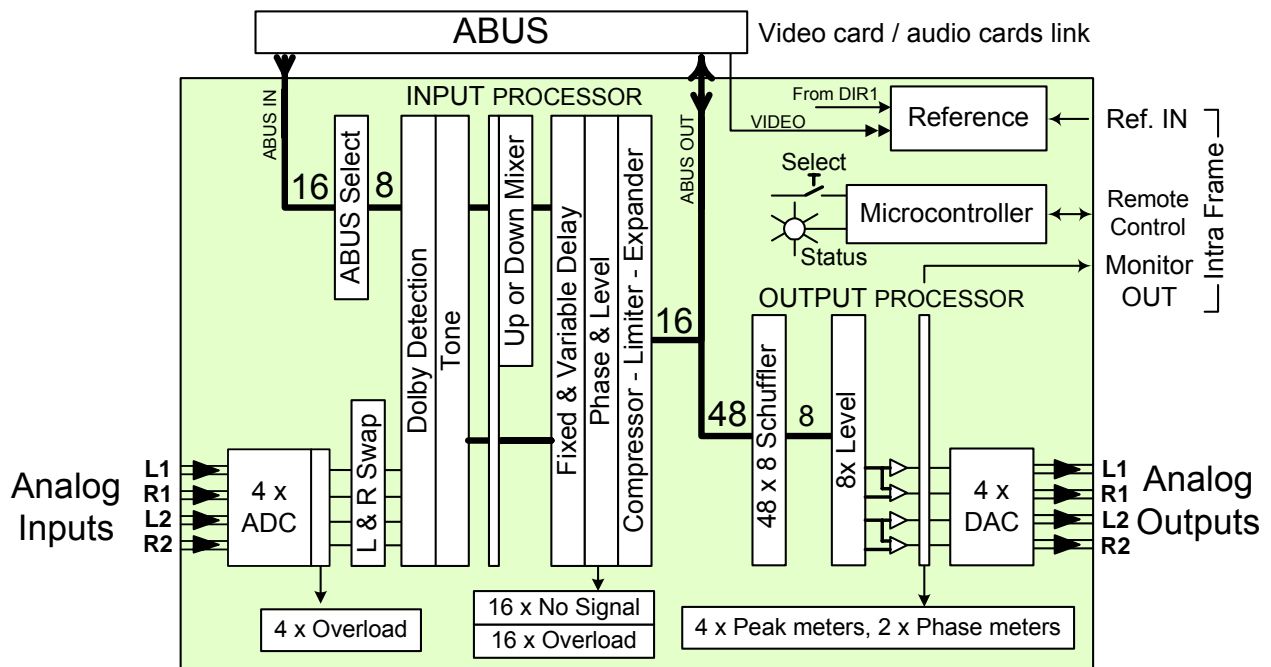 ABUS
Video card / audio cards link
ABUS IN
INPUT PROCESSOR
ABUS OUT
From DIR1
VIDEO
Reference
Ref. IN
16
ABUS Select
8
Up or Down Mixer
Select
Microcontroller
Status
Remote
Control
Intra Frame
Monitor
OUT
OUTPUT PROCESSOR
Dolby Detection
Tone
Fixed & Variable Delay
Phase & Level
Compressor - Limiter - Expander
16
48
48 x 8 Schuffler
8
8x Level
Analog
Inputs
L1
R1
L2
R2
4 x
ADC
L & R Swap
4 x
DAC
L1
R1
L2
R2
Analog
Outputs
4 x Overload
16 x No Signal
16 x Overload
4 x Peak meters, 2 x Phase meters